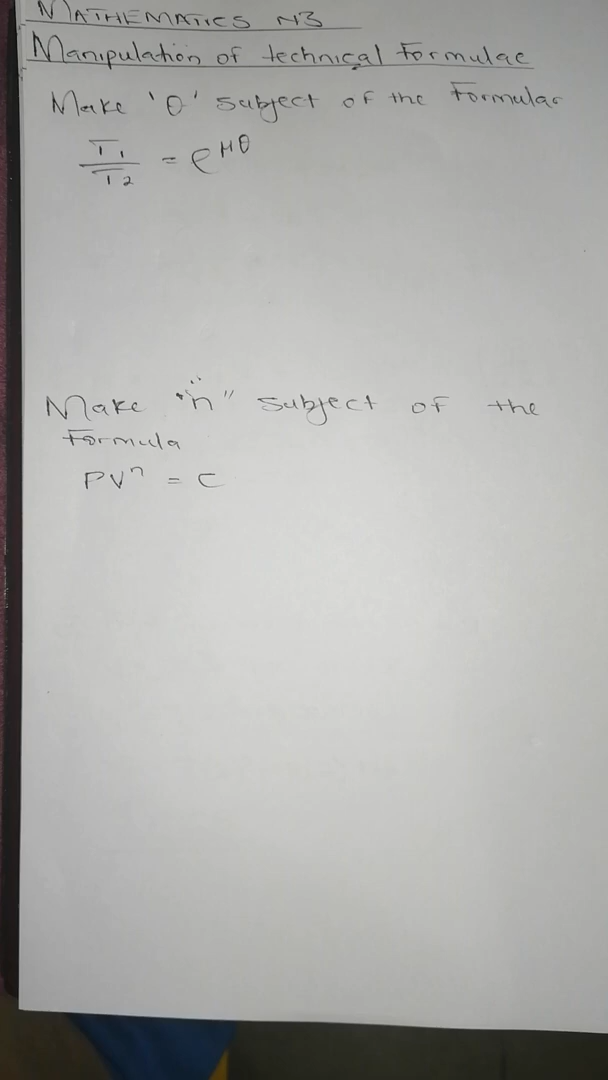 MATHEMATICS N3
Manipulation of technical formulae
Make 'θ' subject of the Formular
T₁/T₂ = e^μθ
Make "n" subject of the
Formula
PVⁿ = C